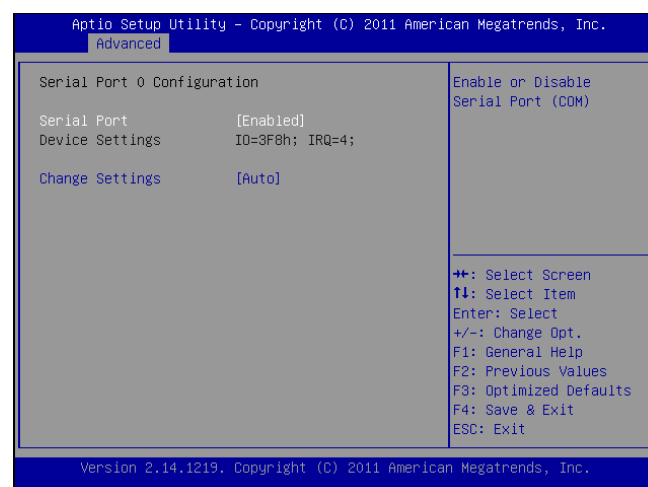 Aptio Setup Utility – Copyright (C) 2011 American Megatrends, Inc.
Advanced
Serial Port 0 Configuration
Serial Port [Enabled]
Device Settings IO=3F8h; IRQ=4;
Change Settings [Auto]
Enable or Disable
Serial Port (COM)
→←: Select Screen
↑↓: Select Item
Enter: Select
+/-: Change Opt.
F1: General Help
F2: Previous Values
F3: Optimized Defaults
F4: Save & Exit
ESC: Exit
Version 2.14.1219. Copyright (C) 2011 American Megatrends, Inc.